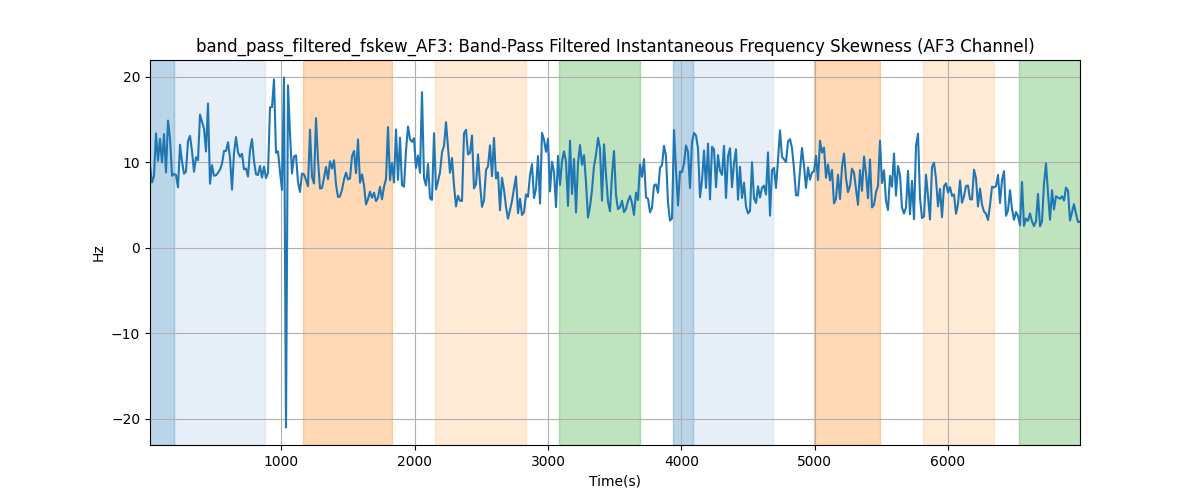 band_pass_filtered_fskew_AF3: Band-Pass Filtered Instantaneous Frequency Skewness (AF3 Channel)
20
10
0
−10
−20
Hz
1000 2000 3000 4000 5000 6000
Time(s)